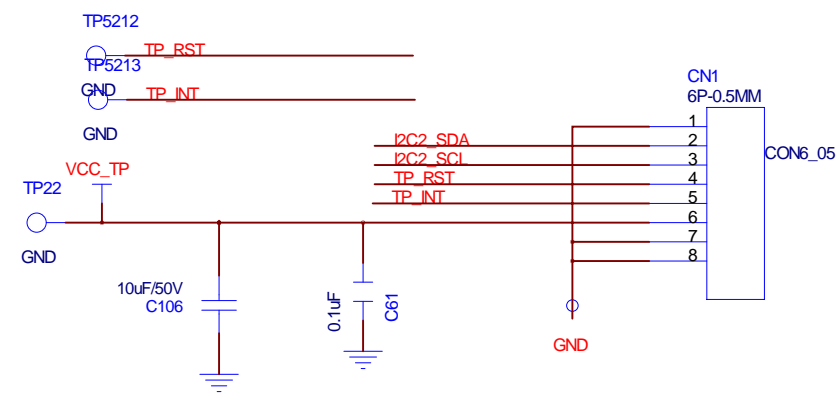 TP5212
TP_RST
TP5213
GND
TP_INT
GND
CN1
6P-0.5MM
1
I2C2_SDA
2
CON6_05
I2C2_SCL
3
VCC_TP
TP_RST
4
TP22
TP_INT
5
6
7
GND
8
10uF/50V
C106
0.1uF
C61
GND